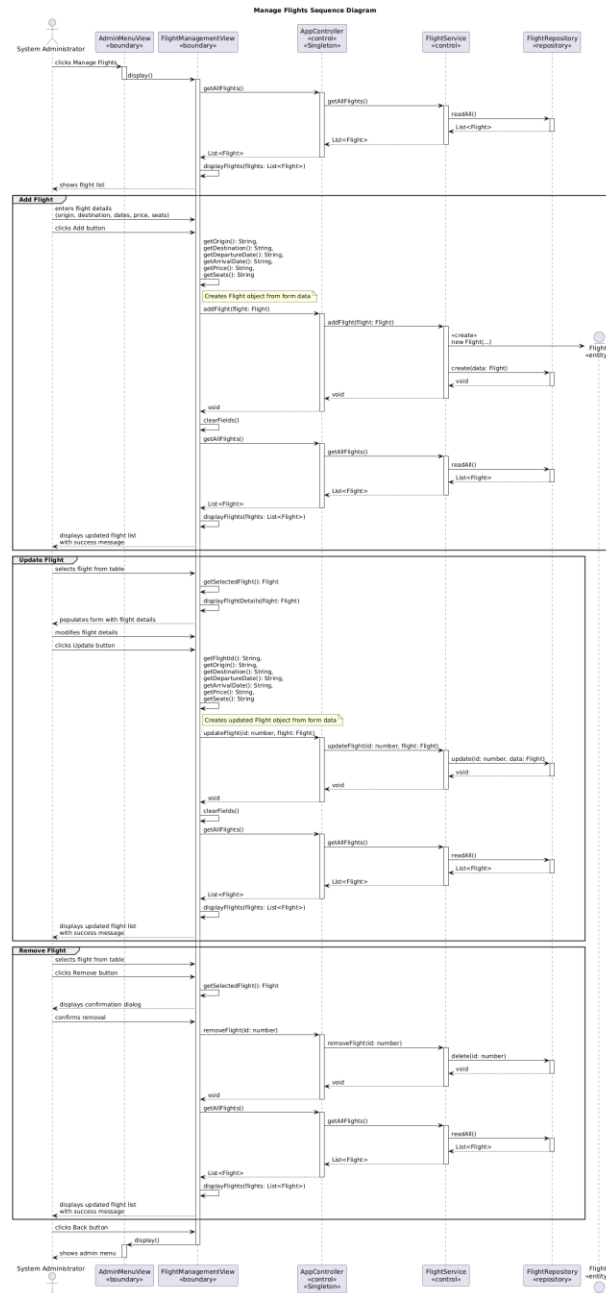 Manage Flights Sequence Diagram
System Administrator
AdminMenuView
«boundary»
FlightManagementView
«boundary»
AppController
«control»
«Singleton»
FlightService
«control»
FlightRepository
«repository»
clicks Manage Flights
display()
getAllFlights()
getAllFlights()
readAll()
List<Flight>
List<Flight>
List<Flight>
displayFlights(flights: List<Flight>)
shows flight list
Add Flight
enters flight details
(origin, destination, dates, price, seats)
clicks Add button
getOrigin(): String,
getDestination(): String,
getDepartureDate(): String,
getArrivalDate(): String,
getPrice(): String,
getSeats(): String
Creates Flight object from form data
addFlight(flight: Flight)
addFlight(flight: Flight)
«create»
new Flight(...)
Flight
«entity
create(data: Flight)
void
void
void
clearFields()
getAllFlights()
getAllFlights()
readAll()
List<Flight>
List<Flight>
List<Flight>
displayFlights(flights: List<Flight>)
displays updated flight list
with success message
Update Flight
selects flight from table
getSelectedFlight(): Flight
displayFlightDetails(flight: Flight)
populates form with flight details
modifies flight details
clicks Update button
getFlightId(): String,
getOrigin(): String,
getDestination(): String,
getDepartureDate(): String,
getArrivalDate(): String,
getPrice(): String,
getSeats(): String
Creates updated Flight object from form data
updateFlight(id: number, flight: Flight)
updateFlight(id: number, flight: Flight)
update(id: number, data: Flight)
void
void
void
clearFields()
getAllFlights()
getAllFlights()
readAll()
List<Flight>
List<Flight>
List<Flight>
displayFlights(flights: List<Flight>)
displays updated flight list
with success message
Remove Flight
selects flight from table
clicks Remove button
getSelectedFlight(): Flight
displays confirmation dialog
confirms removal
removeFlight(id: number)
removeFlight(id: number)
delete(id: number)
void
void
void
getAllFlights()
getAllFlights()
readAll()
List<Flight>
List<Flight>
List<Flight>
displayFlights(flights: List<Flight>)
displays updated flight list
with success message
clicks Back button
display()
shows admin menu
System Administrator
AdminMenuView
«boundary»
FlightManagementView
«boundary»
AppController
«control»
«Singleton»
FlightService
«control»
FlightRepository
«repository»
Flight
«entity